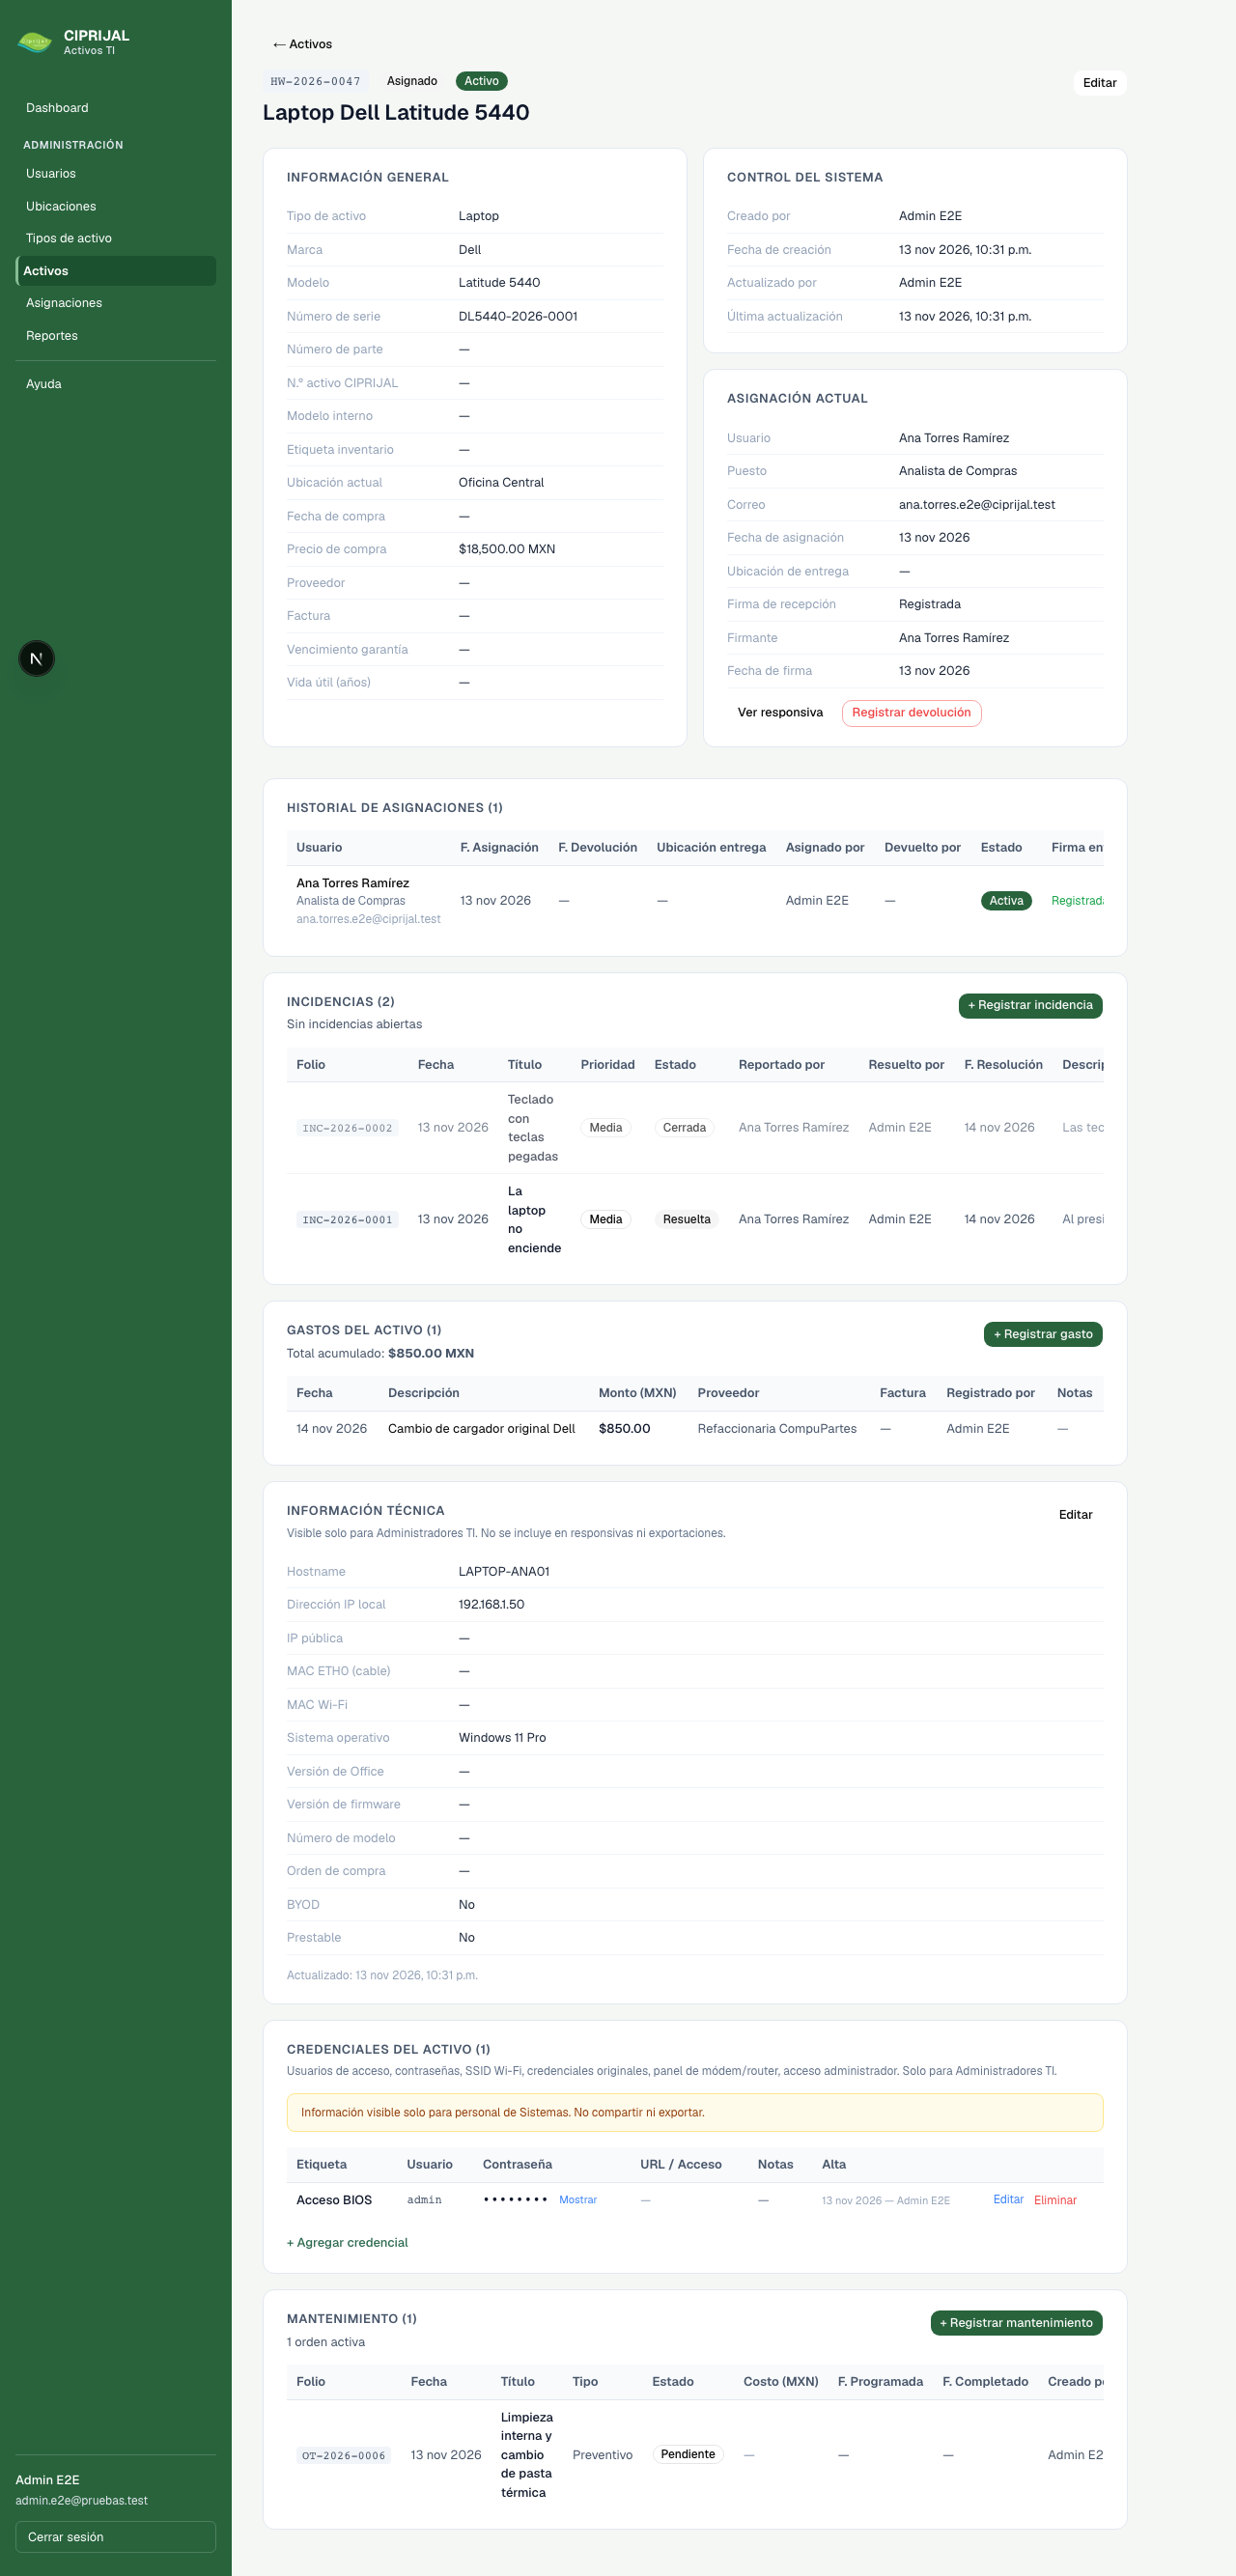 CIPRIJAL
Activos TI
Dashboard
ADMINISTRACIÓN
Usuarios
Ubicaciones
Tipos de activo
Activos
Asignaciones
Reportes
Ayuda
N
Admin E2E
admin.e2e@pruebas.test
Cerrar sesión
← Activos
HW-2026-0047 Asignado Activo
Editar
Laptop Dell Latitude 5440
INFORMACIÓN GENERAL
Tipo de activo Laptop
Marca Dell
Modelo Latitude 5440
Número de serie DL5440-2026-0001
Número de parte —
N.º activo CIPRIJAL —
Modelo interno —
Etiqueta inventario —
Ubicación actual Oficina Central
Fecha de compra —
Precio de compra $18,500.00 MXN
Proveedor —
Factura —
Vencimiento garantía —
Vida útil (años) —
CONTROL DEL SISTEMA
Creado por Admin E2E
Fecha de creación 13 nov 2026, 10:31 p.m.
Actualizado por Admin E2E
Última actualización 13 nov 2026, 10:31 p.m.
ASIGNACIÓN ACTUAL
Usuario Ana Torres Ramírez
Puesto Analista de Compras
Correo ana.torres.e2e@ciprijal.test
Fecha de asignación 13 nov 2026
Ubicación de entrega —
Firma de recepción Registrada
Firmante Ana Torres Ramírez
Fecha de firma 13 nov 2026
Ver responsiva Registrar devolución
HISTORIAL DE ASIGNACIONES (1)
Usuario F. Asignación F. Devolución Ubicación entrega Asignado por Devuelto por Estado Firma en
Ana Torres Ramírez
Analista de Compras
ana.torres.e2e@ciprijal.test
13 nov 2026 — — Admin E2E — Activa Registrada
INCIDENCIAS (2)
Sin incidencias abiertas
+ Registrar incidencia
Folio Fecha Título Prioridad Estado Reportado por Resuelto por F. Resolución Descrip
INC-2026-0002 13 nov 2026 Teclado con teclas pegadas Media Cerrada Ana Torres Ramírez Admin E2E 14 nov 2026 Las tec
INC-2026-0001 13 nov 2026 La laptop no enciende Media Resuelta Ana Torres Ramírez Admin E2E 14 nov 2026 Al presi
GASTOS DEL ACTIVO (1)
Total acumulado: $850.00 MXN
+ Registrar gasto
Fecha Descripción Monto (MXN) Proveedor Factura Registrado por Notas
14 nov 2026 Cambio de cargador original Dell $850.00 Refaccionaria CompuPartes — Admin E2E —
INFORMACIÓN TÉCNICA
Editar
Visible solo para Administradores TI. No se incluye en responsivas ni exportaciones.
Hostname LAPTOP-ANA01
Dirección IP local 192.168.1.50
IP pública —
MAC ETH0 (cable) —
MAC Wi-Fi —
Sistema operativo Windows 11 Pro
Versión de Office —
Versión de firmware —
Número de modelo —
Orden de compra —
BYOD No
Prestable No
Actualizado: 13 nov 2026, 10:31 p.m.
CREDENCIALES DEL ACTIVO (1)
Usuarios de acceso, contraseñas, SSID Wi-Fi, credenciales originales, panel de módem/router, acceso administrador. Solo para Administradores TI.
Información visible solo para personal de Sistemas. No compartir ni exportar.
Etiqueta Usuario Contraseña URL / Acceso Notas Alta
Acceso BIOS admin •••••••• Mostrar — — 13 nov 2026 — Admin E2E Editar Eliminar
+ Agregar credencial
MANTENIMIENTO (1)
1 orden activa
+ Registrar mantenimiento
Folio Fecha Título Tipo Estado Costo (MXN) F. Programada F. Completado Creado po
OT-2026-0006 13 nov 2026 Limpieza interna y cambio de pasta térmica Preventivo Pendiente — — — Admin E2